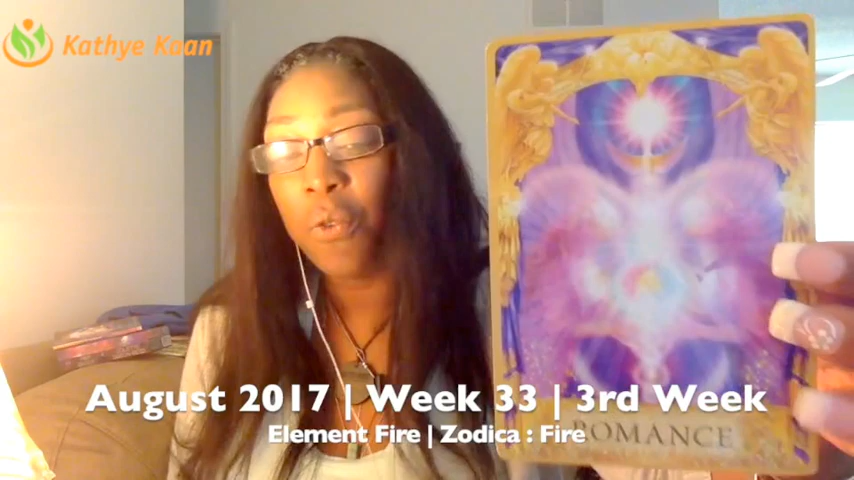 Kathye Kaan
August 2017 | Week 33 | 3rd Week
Element Fire | Zodica : Fire
ROMANCE